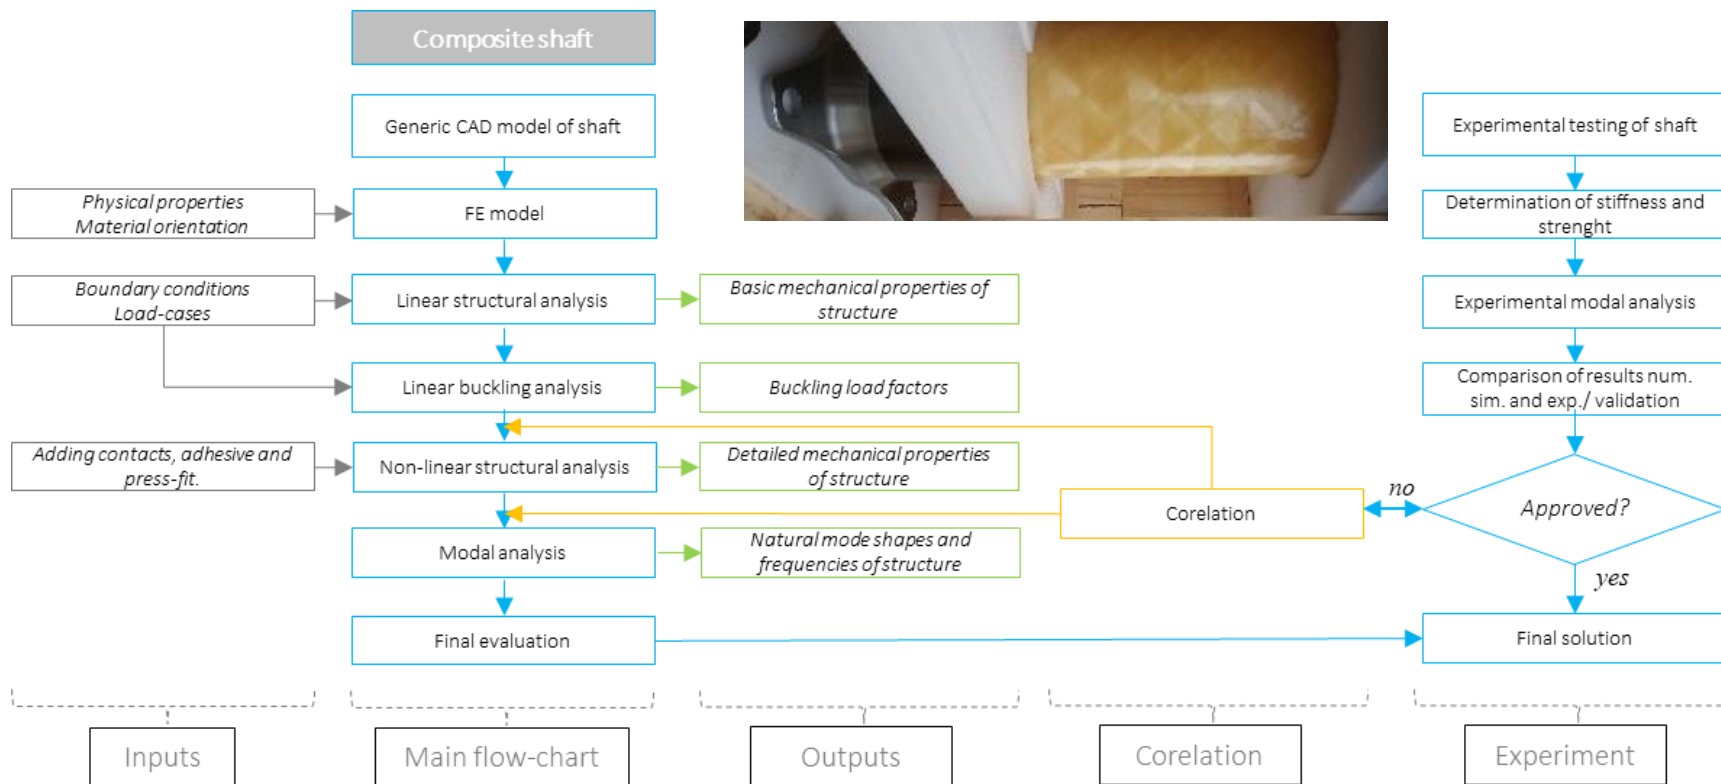 Composite shaft
Generic CAD model of shaft
Experimental testing of shaft
Physical properties
Material orientation
FE model
Determination of stiffness and
strenght
Boundary conditions
Load-cases
Linear structural analysis
Basic mechanical properties of
structure
Experimental modal analysis
Linear buckling analysis
Buckling load factors
Comparison of results num.
sim. and exp./ validation
Adding contacts, adhesive and
press-fit.
Non-linear structural analysis
Detailed mechanical properties
of structure
Corelation
no
Approved?
Modal analysis
Natural mode shapes and
frequencies of structure
yes
Final evaluation
Final solution
Inputs
Main flow-chart
Outputs
Corelation
Experiment